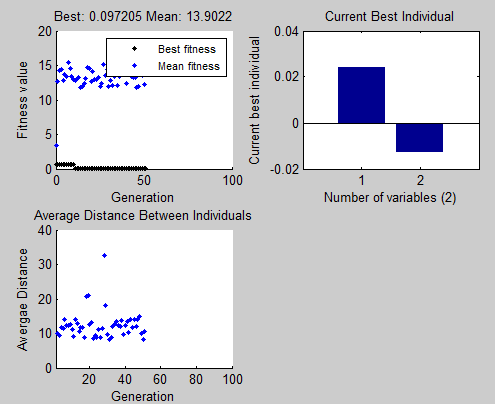 Best: 0.097205 Mean: 13.9022
Fitness value
20
15
10
5
0
Best fitness
Mean fitness
0
50
100
Generation
Current Best Individual
Current best individual
0.04
0.02
0
-0.02
1
2
Number of variables (2)
Average Distance Between Individuals
Avergae Distance
40
30
20
10
0
20
40
60
80
100
Generation